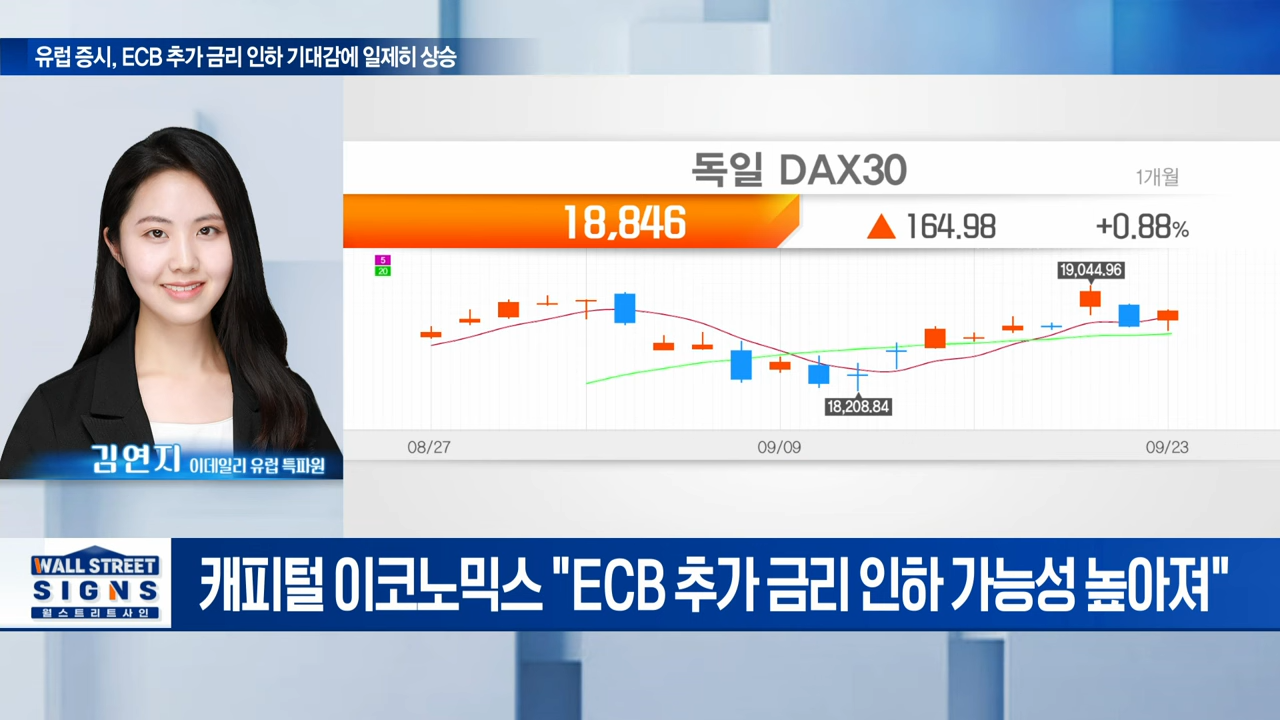 유럽 증시, ECB 추가 금리 인하 기대감에 일제히 상승
독일 DAX30
1개월
18,846 ▲ 164.98 +0.88%
5
20
19,044.96
18,208.84
08/27 09/09 09/23
김연지 이데일리 유럽 특파원
WALL STREET
SIGNS
월스트리트사인
캐피털 이코노믹스 "ECB 추가 금리 인하 가능성 높아져"